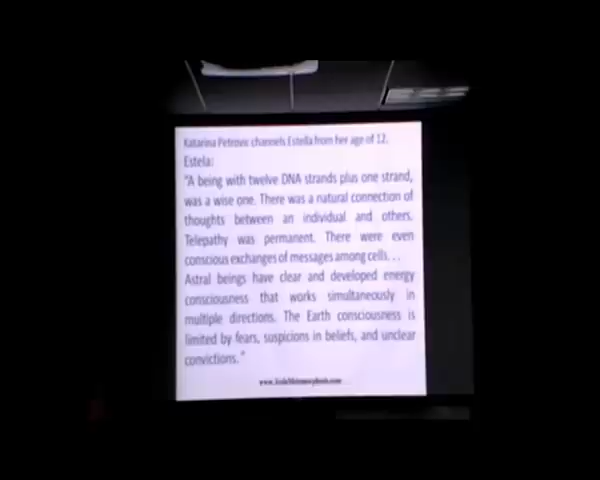 Katarina Petrovic channels Estella from her age of 12.
Estela:
"A being with twelve DNA strands plus one strand,
was a wise one. There was a natural connection of
thoughts between an individual and others.
Telepathy was permanent. There were even
conscious exchanges of messages among cells. . .
Astral beings have clear and developed energy
consciousness that works simultaneously in
multiple directions. The Earth consciousness is
limited by fears, suspicions in beliefs, and unclear
convictions."